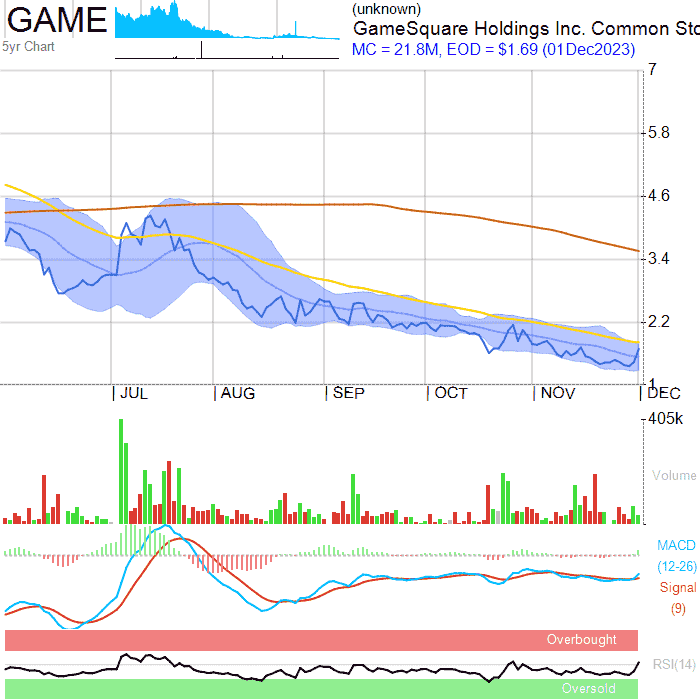 GAME
5yr Chart
(unknown)
GameSquare Holdings Inc. Common Sto
MC = 21.8M, EOD = $1.69 (01Dec2023)
7
5.8
4.6
3.4
2.2
1
JUL AUG SEP OCT NOV DEC
405k
Volume
MACD
(12-26)
Signal
(9)
Overbought
RSI(14)
Oversold